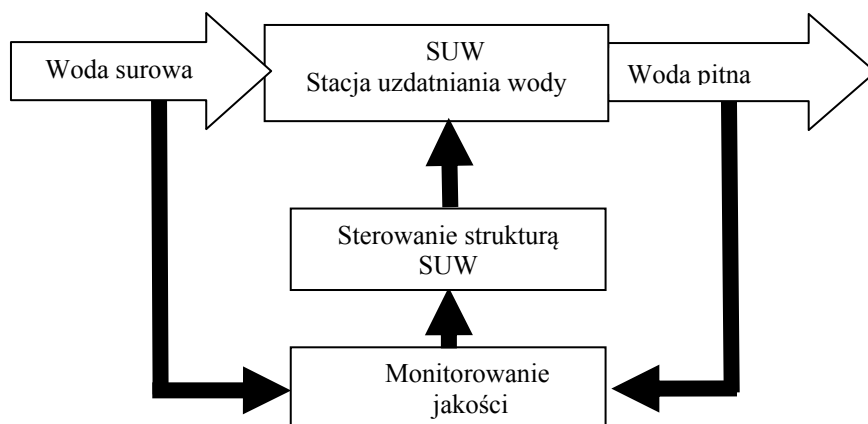 Woda surowa
SUW
Stacja uzdatniania wody
Woda pitna
Sterowanie strukturą
SUW
Monitorowanie
jakości